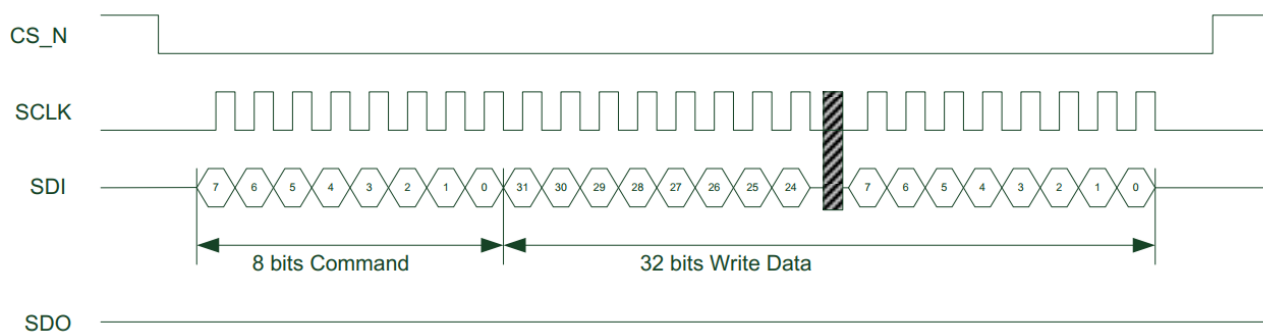 CS_N
SCLK
SDI 7 6 5 4 3 2 1 0 31 30 29 28 27 26 25 24 7 6 5 4 3 2 1 0
8 bits Command 32 bits Write Data
SDO